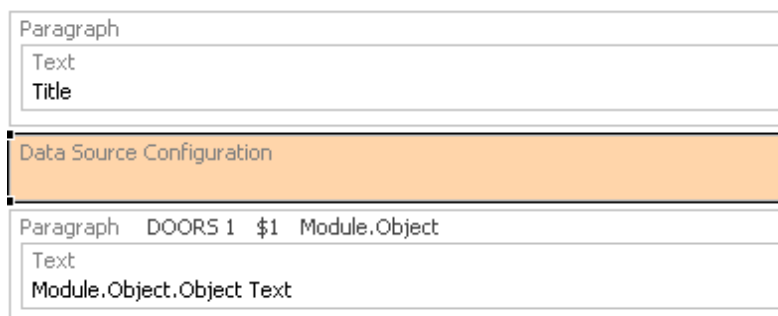 Paragraph
Text
Title
Data Source Configuration
Paragraph DOORS 1 $1 Module.Object
Text
Module.Object.Object Text